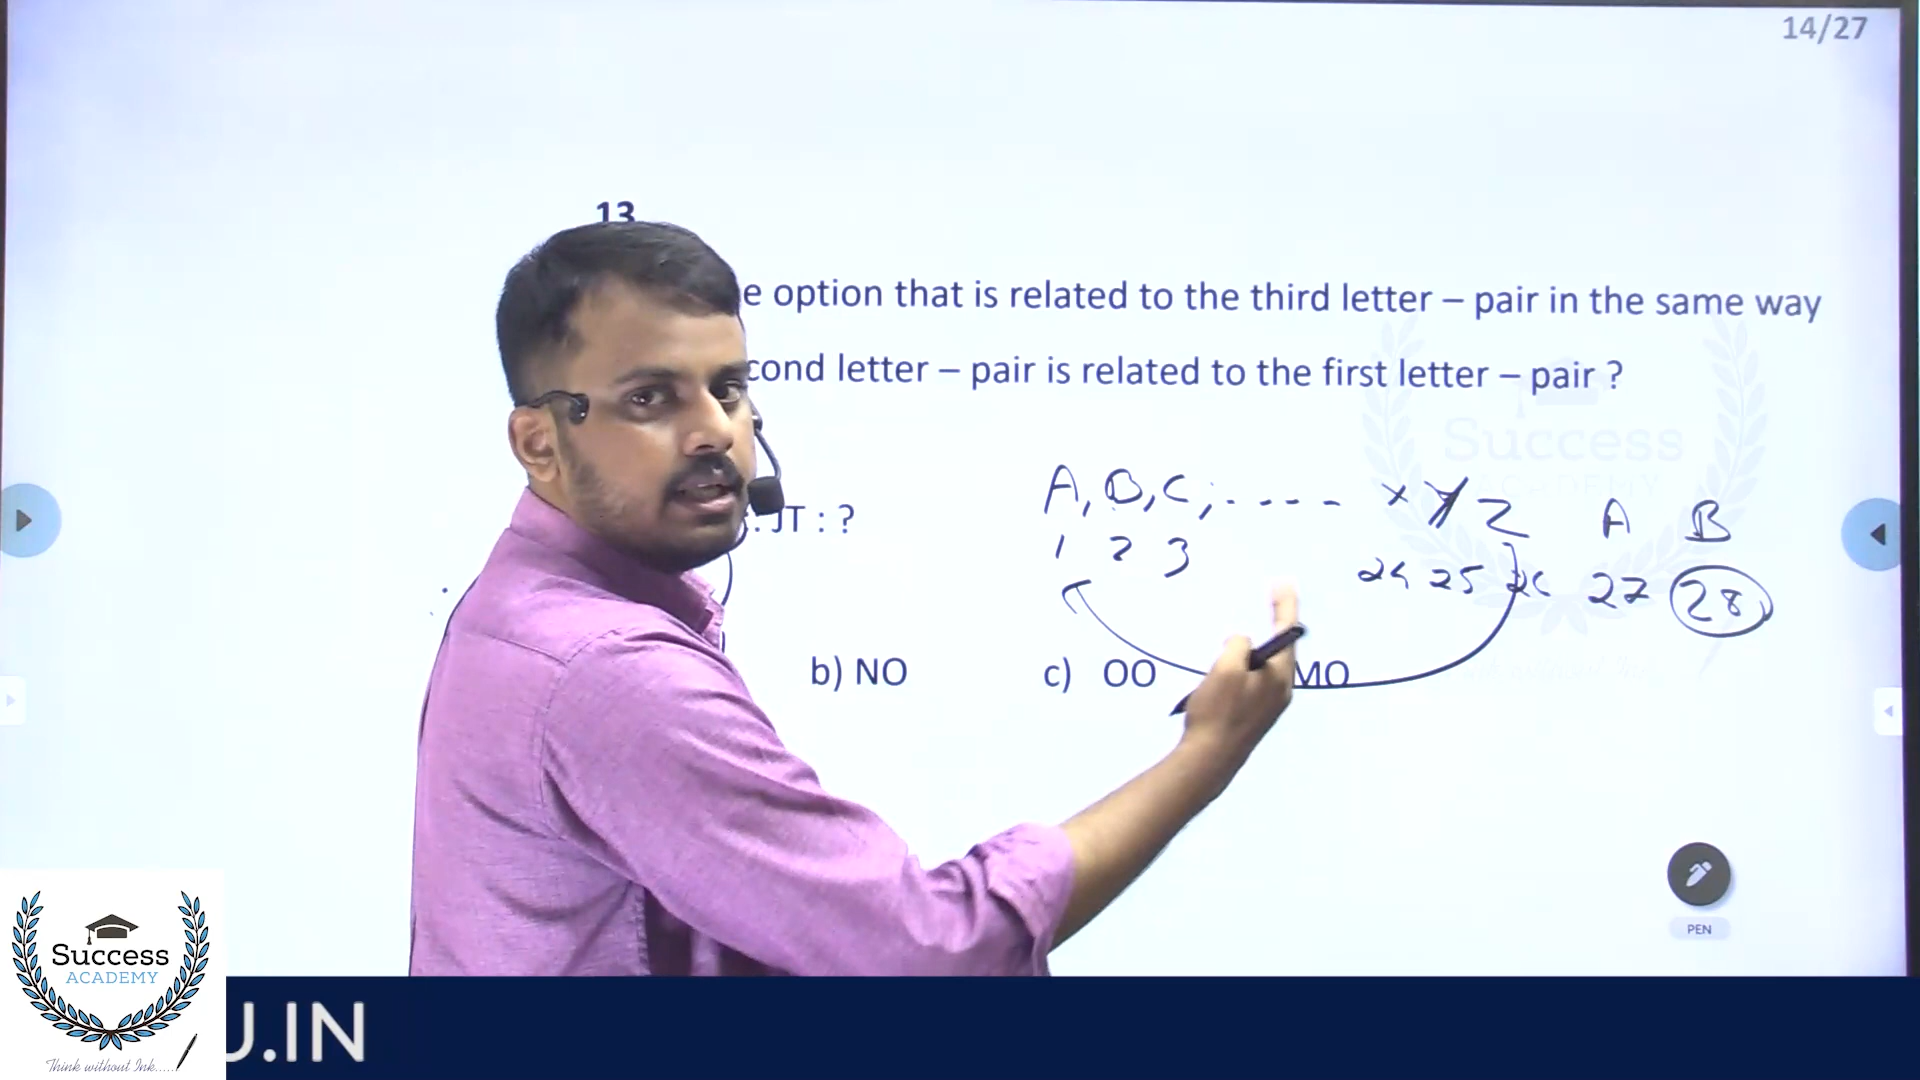 14/27
13
e option that is related to the third letter – pair in the same way
cond letter – pair is related to the first letter – pair ?
Success
ACADEMY
: JT : ?
A, B, C, .... X Y Z A B
1 2 3 24 25 26 27 28
b) NO c) OO MO
PEN
Success
ACADEMY
Think without Ink.....
U.IN